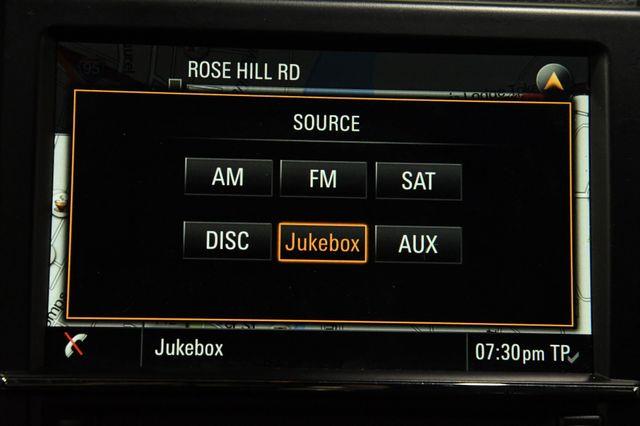 ROSE HILL RD
SOURCE
AM FM SAT
DISC Jukebox AUX
Jukebox 07:30pm TP